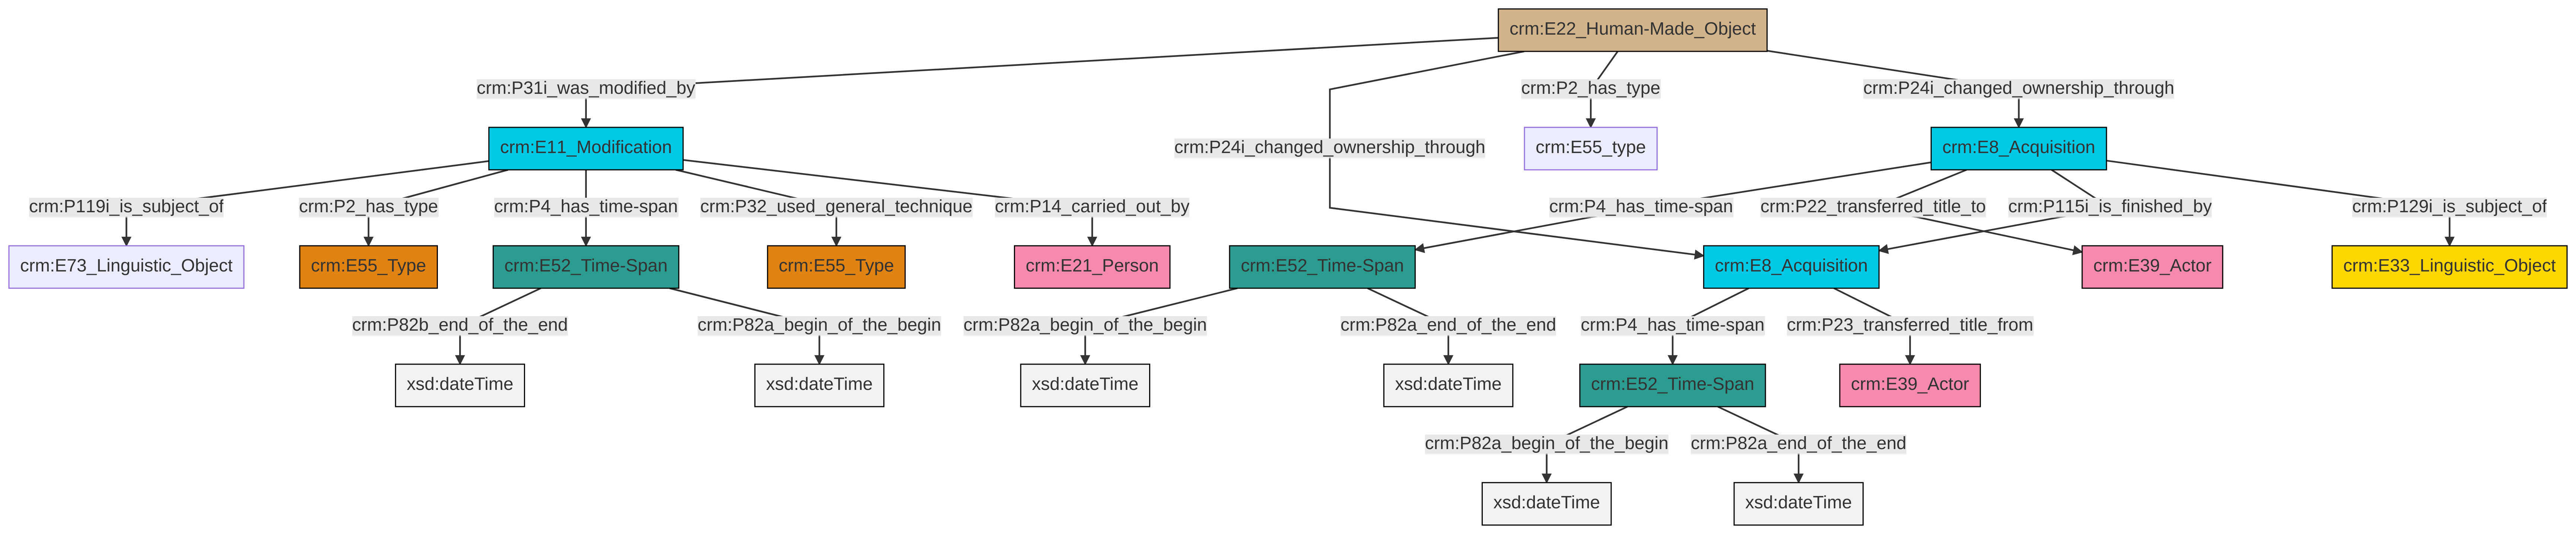 crm:E22_Human-Made_Object
crm:P31i_was_modified_by
crm:P2_has_type
crm:P24i_changed_ownership_through
crm:E11_Modification
crm:P24i_changed_ownership_through
crm:E55_type
crm:E8_Acquisition
crm:P119i_is_subject_of
crm:P2_has_type
crm:P4_has_time-span
crm:P32_used_general_technique
crm:P14_carried_out_by
crm:P4_has_time-span
crm:P22_transferred_title_to
crm:P115i_is_finished_by
crm:P129i_is_subject_of
crm:E73_Linguistic_Object
crm:E55_Type
crm:E52_Time-Span
crm:E55_Type
crm:E21_Person
crm:E52_Time-Span
crm:E8_Acquisition
crm:E39_Actor
crm:E33_Linguistic_Object
crm:P82b_end_of_the_end
crm:P82a_begin_of_the_begin
crm:P82a_begin_of_the_begin
crm:P82a_end_of_the_end
crm:P4_has_time-span
crm:P23_transferred_title_from
xsd:dateTime
xsd:dateTime
xsd:dateTime
xsd:dateTime
crm:E52_Time-Span
crm:E39_Actor
crm:P82a_begin_of_the_begin
crm:P82a_end_of_the_end
xsd:dateTime
xsd:dateTime